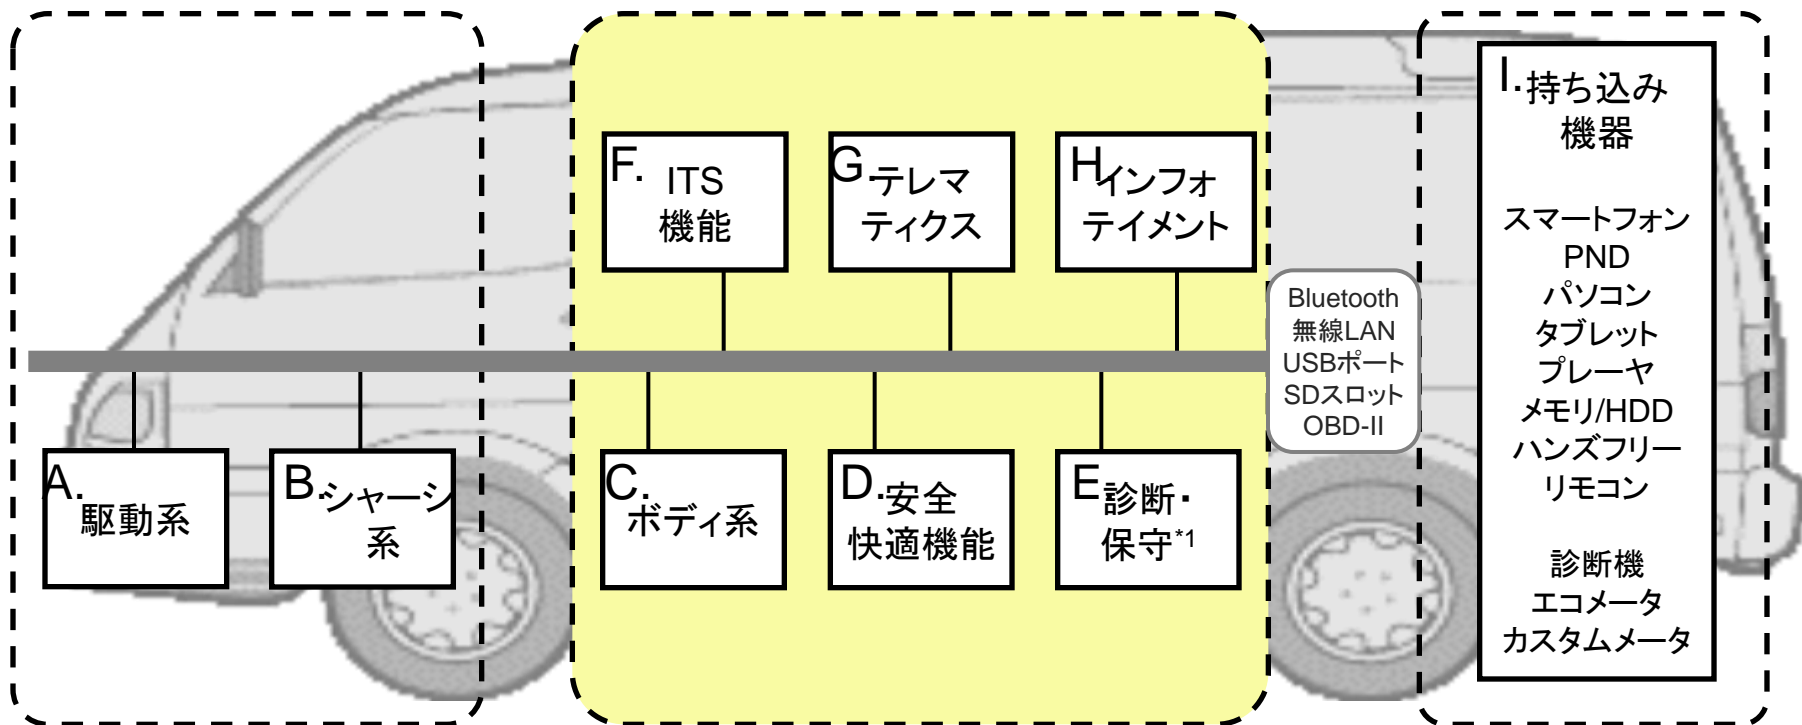 F. ITS
機能
G.テレマ
ティクス
H インフォ
テイメント
I.持ち込み
機器
スマートフォン
PND
パソコン
タブレット
プレーヤ
メモリ/HDD
ハンズフリー
リモコン
診断機
エコメータ
カスタムメータ
Bluetooth
無線LAN
USBポート
SDスロット
OBD-II
A.
駆動系
B.シャーシ
系
C.
ボディ系
D.安全
快適機能
E 診断・
保守*1